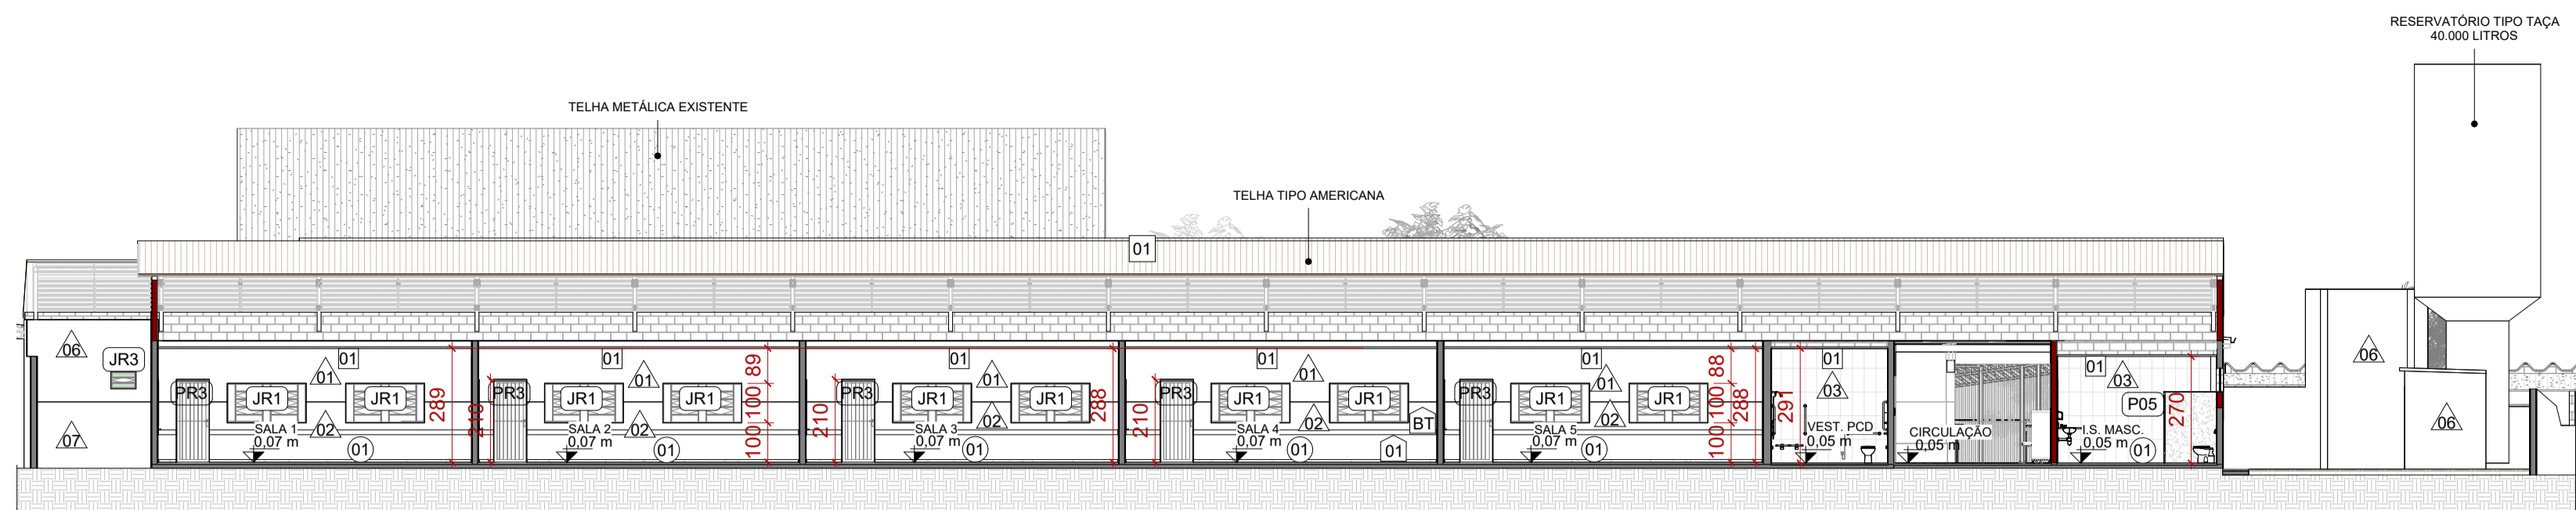 RESERVATÓRIO TIPO TAÇA
40.000 LITROS
TELHA METÁLICA EXISTENTE
TELHA TIPO AMERICANA
01
06
JR3
07
01
01
PR3
JR1
JR1
289
SALA 1
0,07 m
02
01
210
01
01
PR3
JR1
JR1
89
100
100
SALA 2
0,07 m
02
01
210
01
01
PR3
JR1
JR1
288
SALA 3
0,07 m
02
01
210
01
01
PR3
JR1
JR1
SALA 4
0,07 m
02
01
BT
01
01
01
PR3
JR1
JR1
88
100
100
288
SALA 5
0,07 m
02
01
291
01
03
VEST. PCD
0,05 m
CIRCULAÇÃO
0,05 m
01
03
P05
270
I.S. MASC.
0,05 m
01
06
06